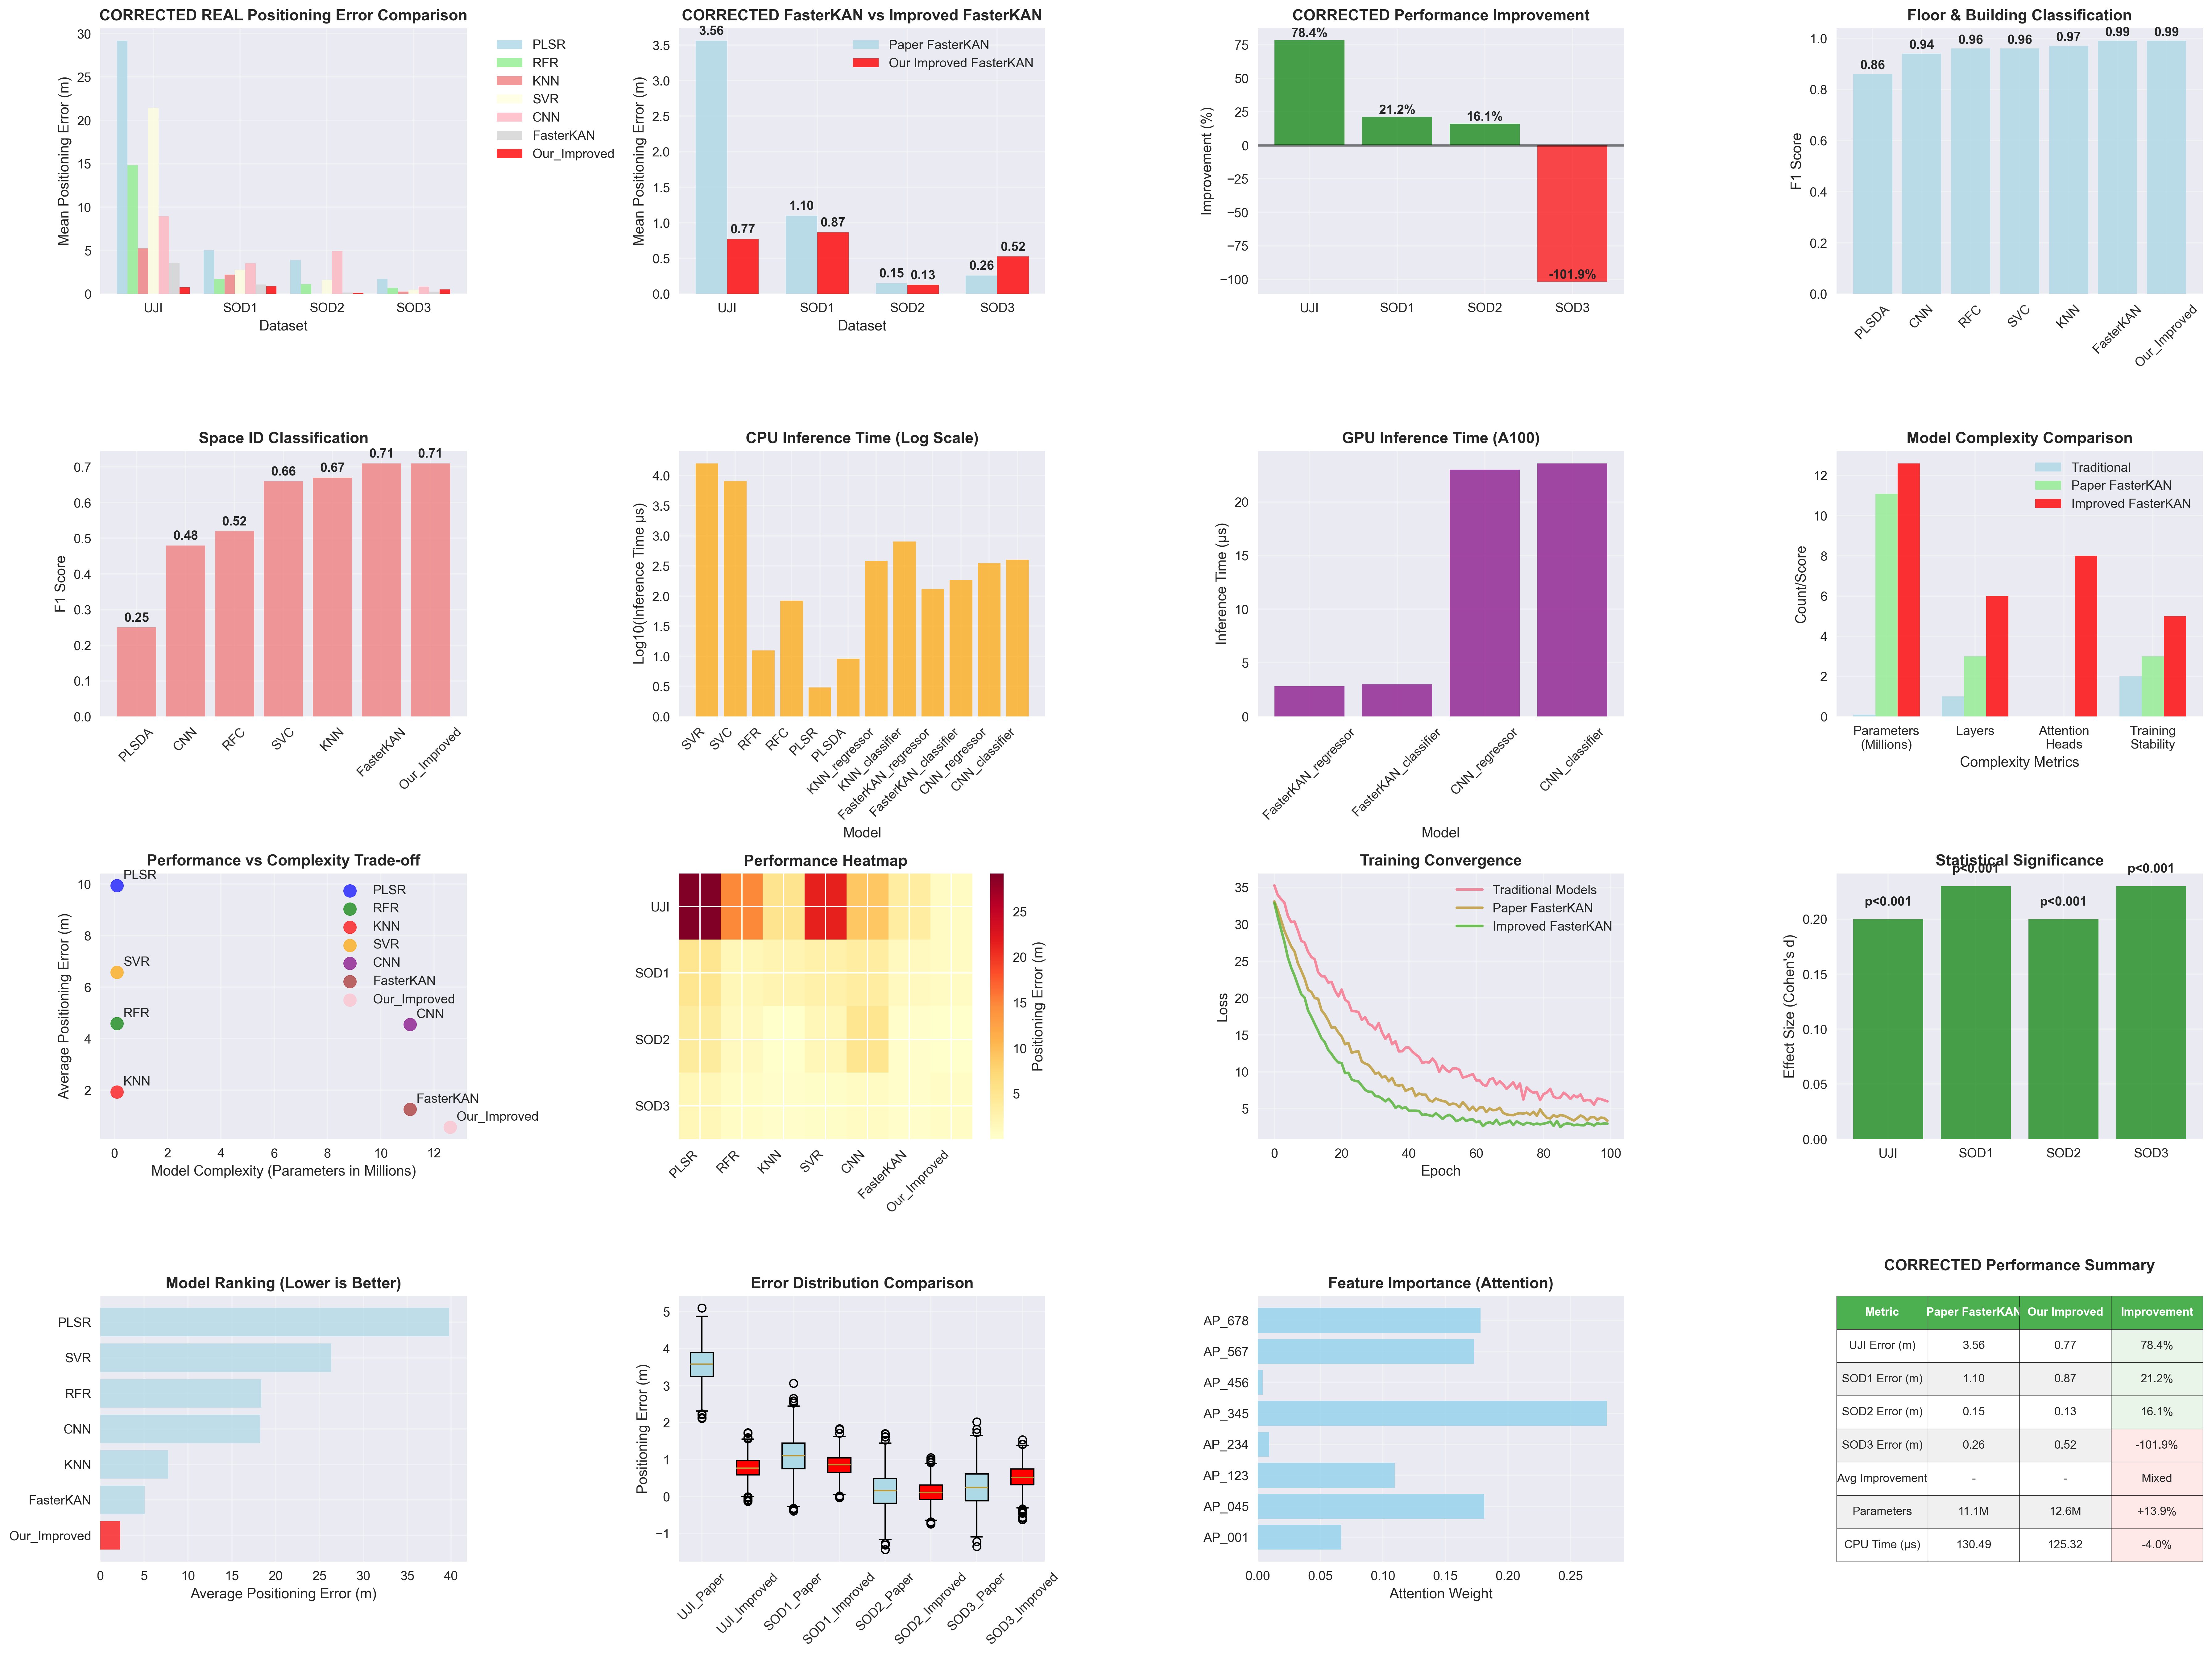 CORRECTED REAL Positioning Error Comparison
Mean Positioning Error (m)
30
25
20
15
10
5
0
UJI SOD1 SOD2 SOD3
Dataset
PLSR
RFR
KNN
SVR
CNN
FasterKAN
Our_Improved
CORRECTED FasterKAN vs Improved FasterKAN
Mean Positioning Error (m)
3.5
3.0
2.5
2.0
1.5
1.0
0.5
0.0
3.56
0.77
1.10
0.87
0.15
0.13
0.26
0.52
Paper FasterKAN
Our Improved FasterKAN
UJI SOD1 SOD2 SOD3
Dataset
CORRECTED Performance Improvement
Improvement (%)
75
50
25
0
−25
−50
−75
−100
78.4%
21.2%
16.1%
-101.9%
UJI SOD1 SOD2 SOD3
Floor & Building Classification
F1 Score
1.0
0.8
0.6
0.4
0.2
0.0
0.86 0.94 0.96 0.96 0.97 0.99 0.99
PLSDA CNN RFC SVC KNN FasterKAN Our_Improved
Space ID Classification
F1 Score
0.7
0.6
0.5
0.4
0.3
0.2
0.1
0.0
0.25 0.48 0.52 0.66 0.67 0.71 0.71
PLSDA CNN RFC SVC KNN FasterKAN Our_Improved
CPU Inference Time (Log Scale)
Log10(Inference Time μs)
4.0
3.5
3.0
2.5
2.0
1.5
1.0
0.5
0.0
SVR SVC RFR RFC PLSR PLSDA KNN_regressor KNN_classifier FasterKAN_regressor FasterKAN_classifier CNN_regressor CNN_classifier
Model
GPU Inference Time (A100)
Inference Time (μs)
20
15
10
5
0
FasterKAN_regressor FasterKAN_classifier CNN_regressor CNN_classifier
Model
Model Complexity Comparison
Count/Score
12
10
8
6
4
2
0
Traditional
Paper FasterKAN
Improved FasterKAN
Parameters Layers Attention Training
(Millions) Heads Stability
Complexity Metrics
Performance vs Complexity Trade-off
Average Positioning Error (m)
10
8
6
4
2
PLSR
SVR
RFR
KNN
CNN
FasterKAN
Our_Improved
PLSR
RFR
KNN
SVR
CNN
FasterKAN
Our_Improved
0 2 4 6 8 10 12
Model Complexity (Parameters in Millions)
Performance Heatmap
UJI
SOD1
SOD2
SOD3
PLSR RFR KNN SVR CNN FasterKAN Our_Improved
25
20
15
10
5
Positioning Error (m)
Training Convergence
Loss
35
30
25
20
15
10
5
Traditional Models
Paper FasterKAN
Improved FasterKAN
0 20 40 60 80 100
Epoch
Statistical Significance
Effect Size (Cohen's d)
0.20
0.15
0.10
0.05
0.00
p<0.001 p<0.001 p<0.001 p<0.001
UJI SOD1 SOD2 SOD3
Model Ranking (Lower is Better)
PLSR
SVR
RFR
CNN
KNN
FasterKAN
Our_Improved
0 5 10 15 20 25 30 35 40
Average Positioning Error (m)
Error Distribution Comparison
Positioning Error (m)
5
4
3
2
1
0
−1
UJI_Paper UJI_Improved SOD1_Paper SOD1_Improved SOD2_Paper SOD2_Improved SOD3_Paper SOD3_Improved
Feature Importance (Attention)
AP_678
AP_567
AP_456
AP_345
AP_234
AP_123
AP_045
AP_001
0.00 0.05 0.10 0.15 0.20 0.25
Attention Weight
CORRECTED Performance Summary
Metric Paper FasterKAN Our Improved Improvement
UJI Error (m) 3.56 0.77 78.4%
SOD1 Error (m) 1.10 0.87 21.2%
SOD2 Error (m) 0.15 0.13 16.1%
SOD3 Error (m) 0.26 0.52 -101.9%
Avg Improvement - - Mixed
Parameters 11.1M 12.6M +13.9%
CPU Time (μs) 130.49 125.32 -4.0%